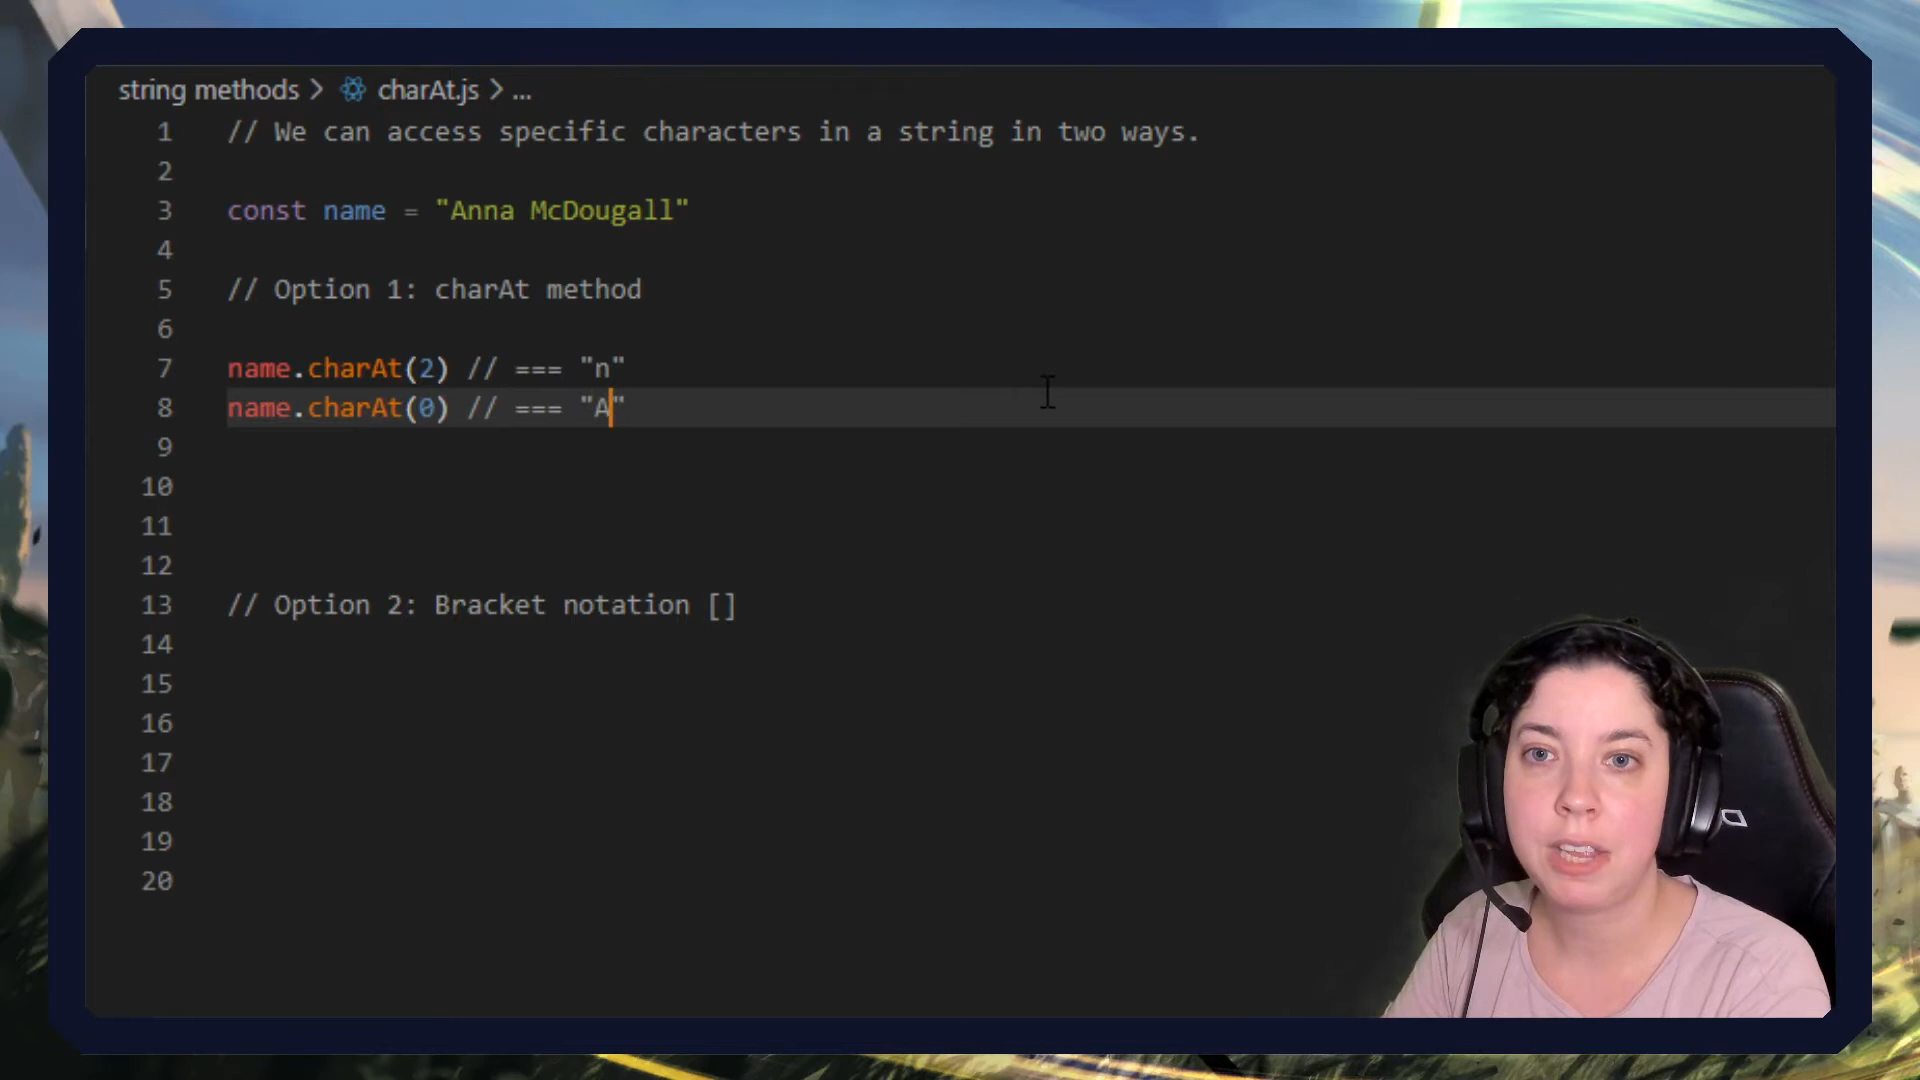 string methods > charAt.js > ...
1 // We can access specific characters in a string in two ways.
2
3 const name = "Anna McDougall"
4
5 // Option 1: charAt method
6
7 name.charAt(2) // === "n"
8 name.charAt(0) // === "A"
9
10
11
12
13 // Option 2: Bracket notation []
14
15
16
17
18
19
20